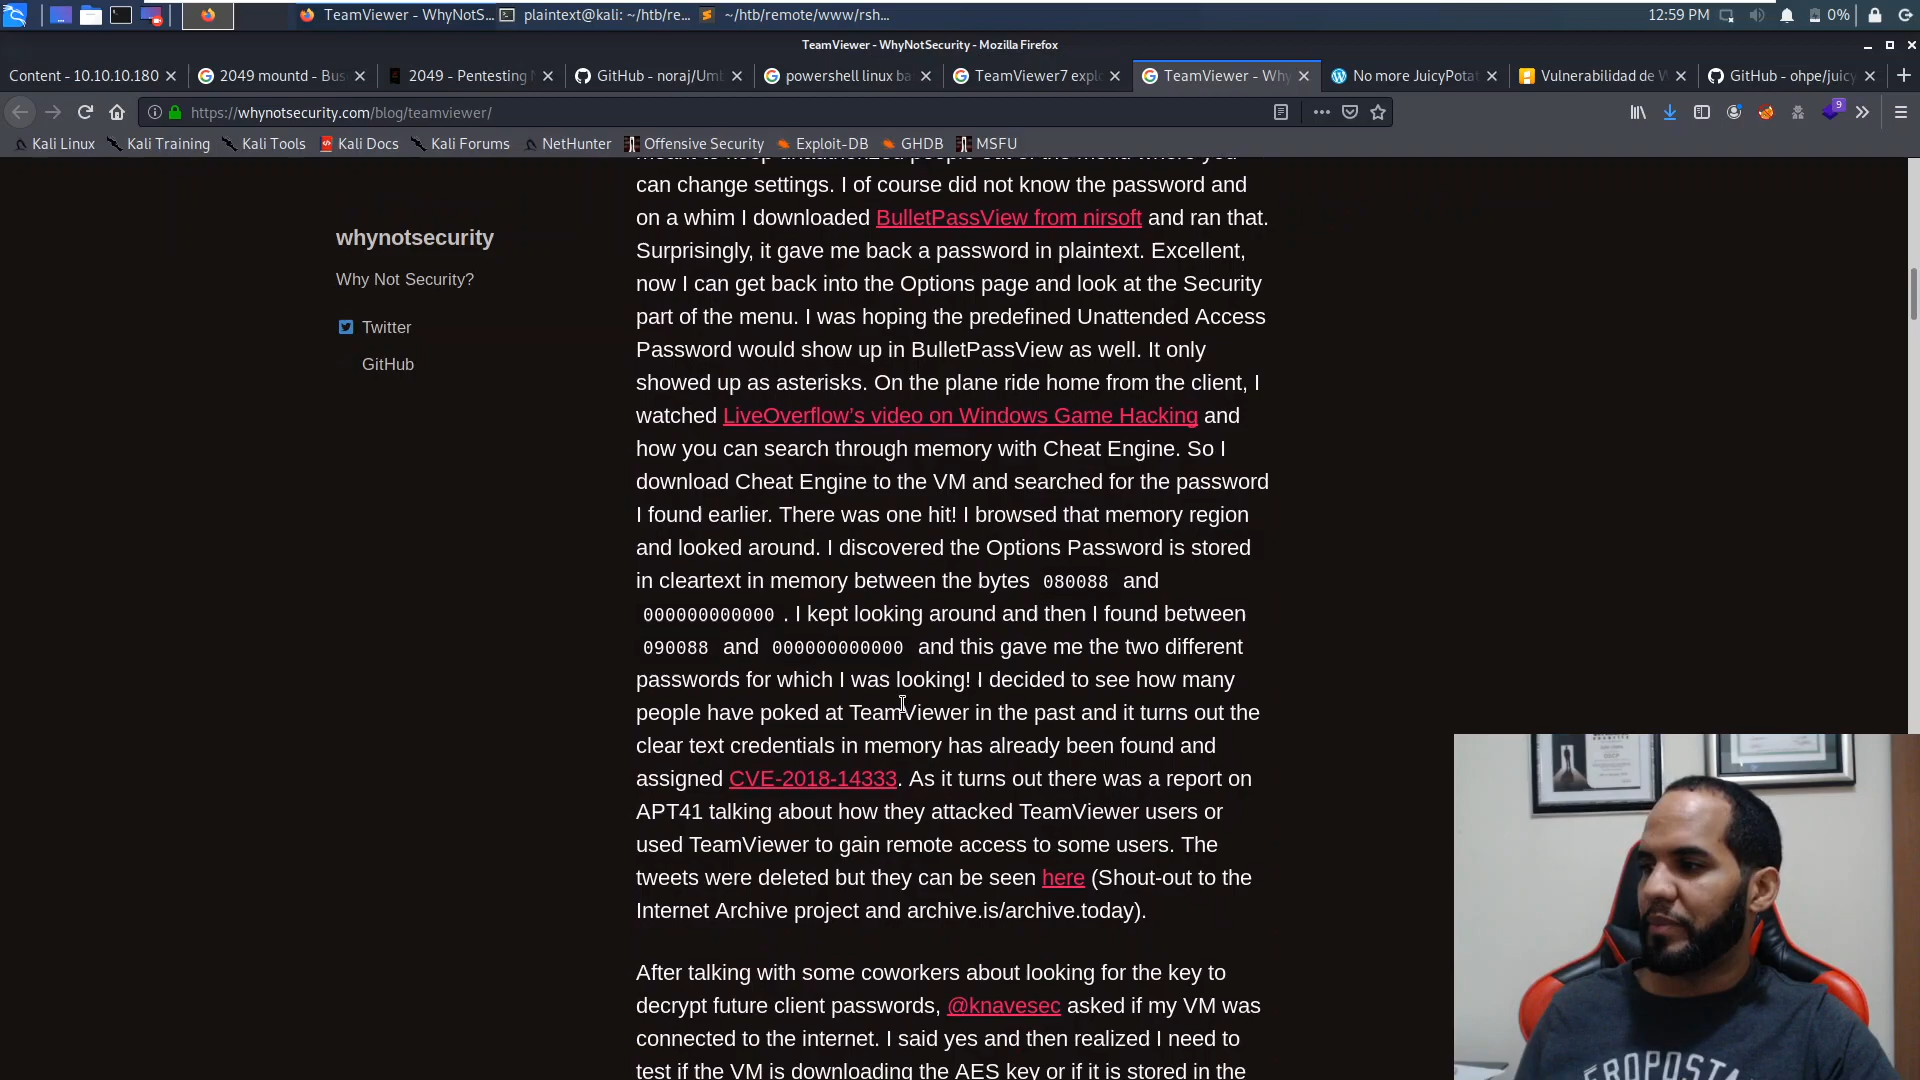 TeamViewer - WhyNotS...
plaintext@kali: ~/htb/re...
~/htb/remote/www/rsh...
12:59 PM
0%
TeamViewer - WhyNotSecurity - Mozilla Firefox
Content - 10.10.10.180
2049 mountd - Bus
2049 - Pentesting N
GitHub - noraj/Umb
powershell linux ba
TeamViewer7 explo
TeamViewer - Why
No more JuicyPotat
Vulnerabilidad de W
GitHub - ohpe/juicy
https://whynotsecurity.com/blog/teamviewer/
9
Kali Linux
Kali Training
Kali Tools
Kali Docs
Kali Forums
NetHunter
Offensive Security
Exploit-DB
GHDB
MSFU
whynotsecurity
Why Not Security?
Twitter
GitHub
meant to keep unauthorized people out of the menu where you
can change settings. I of course did not know the password and
on a whim I downloaded BulletPassView from nirsoft and ran that.
Surprisingly, it gave me back a password in plaintext. Excellent,
now I can get back into the Options page and look at the Security
part of the menu. I was hoping the predefined Unattended Access
Password would show up in BulletPassView as well. It only
showed up as asterisks. On the plane ride home from the client, I
watched LiveOverflow's video on Windows Game Hacking and
how you can search through memory with Cheat Engine. So I
download Cheat Engine to the VM and searched for the password
I found earlier. There was one hit! I browsed that memory region
and looked around. I discovered the Options Password is stored
in cleartext in memory between the bytes 080088 and
000000000000 . I kept looking around and then I found between
090088 and 000000000000 and this gave me the two different
passwords for which I was looking! I decided to see how many
people have poked at TeamViewer in the past and it turns out the
clear text credentials in memory has already been found and
assigned CVE-2018-14333. As it turns out there was a report on
APT41 talking about how they attacked TeamViewer users or
used TeamViewer to gain remote access to some users. The
tweets were deleted but they can be seen here (Shout-out to the
Internet Archive project and archive.is/archive.today).
After talking with some coworkers about looking for the key to
decrypt future client passwords, @knavesec asked if my VM was
connected to the internet. I said yes and then realized I need to
test if the VM is downloading the AES key or if it is stored in the
EROPOSTA